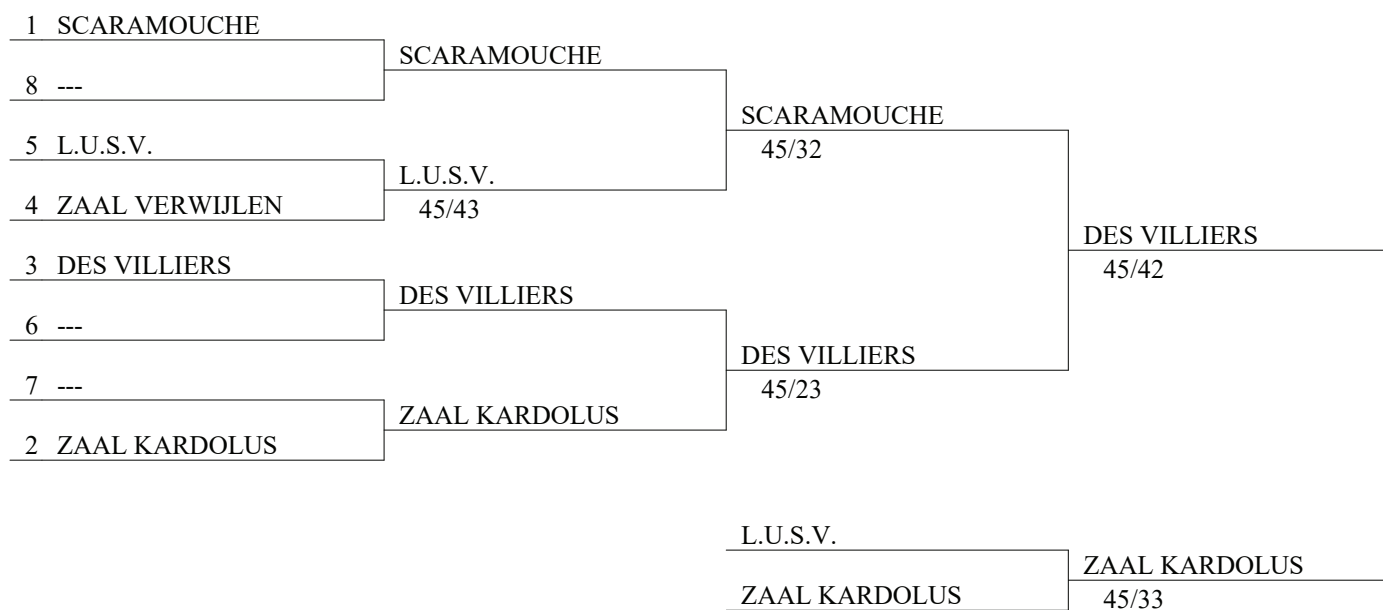 1 SCARAMOUCHE
SCARAMOUCHE
8 ---
SCARAMOUCHE
45/32
5 L.U.S.V.
L.U.S.V.
45/43
4 ZAAL VERWIJLEN
DES VILLIERS
45/42
3 DES VILLIERS
DES VILLIERS
6 ---
DES VILLIERS
45/23
7 ---
ZAAL KARDOLUS
2 ZAAL KARDOLUS
L.U.S.V.
ZAAL KARDOLUS
45/33
ZAAL KARDOLUS